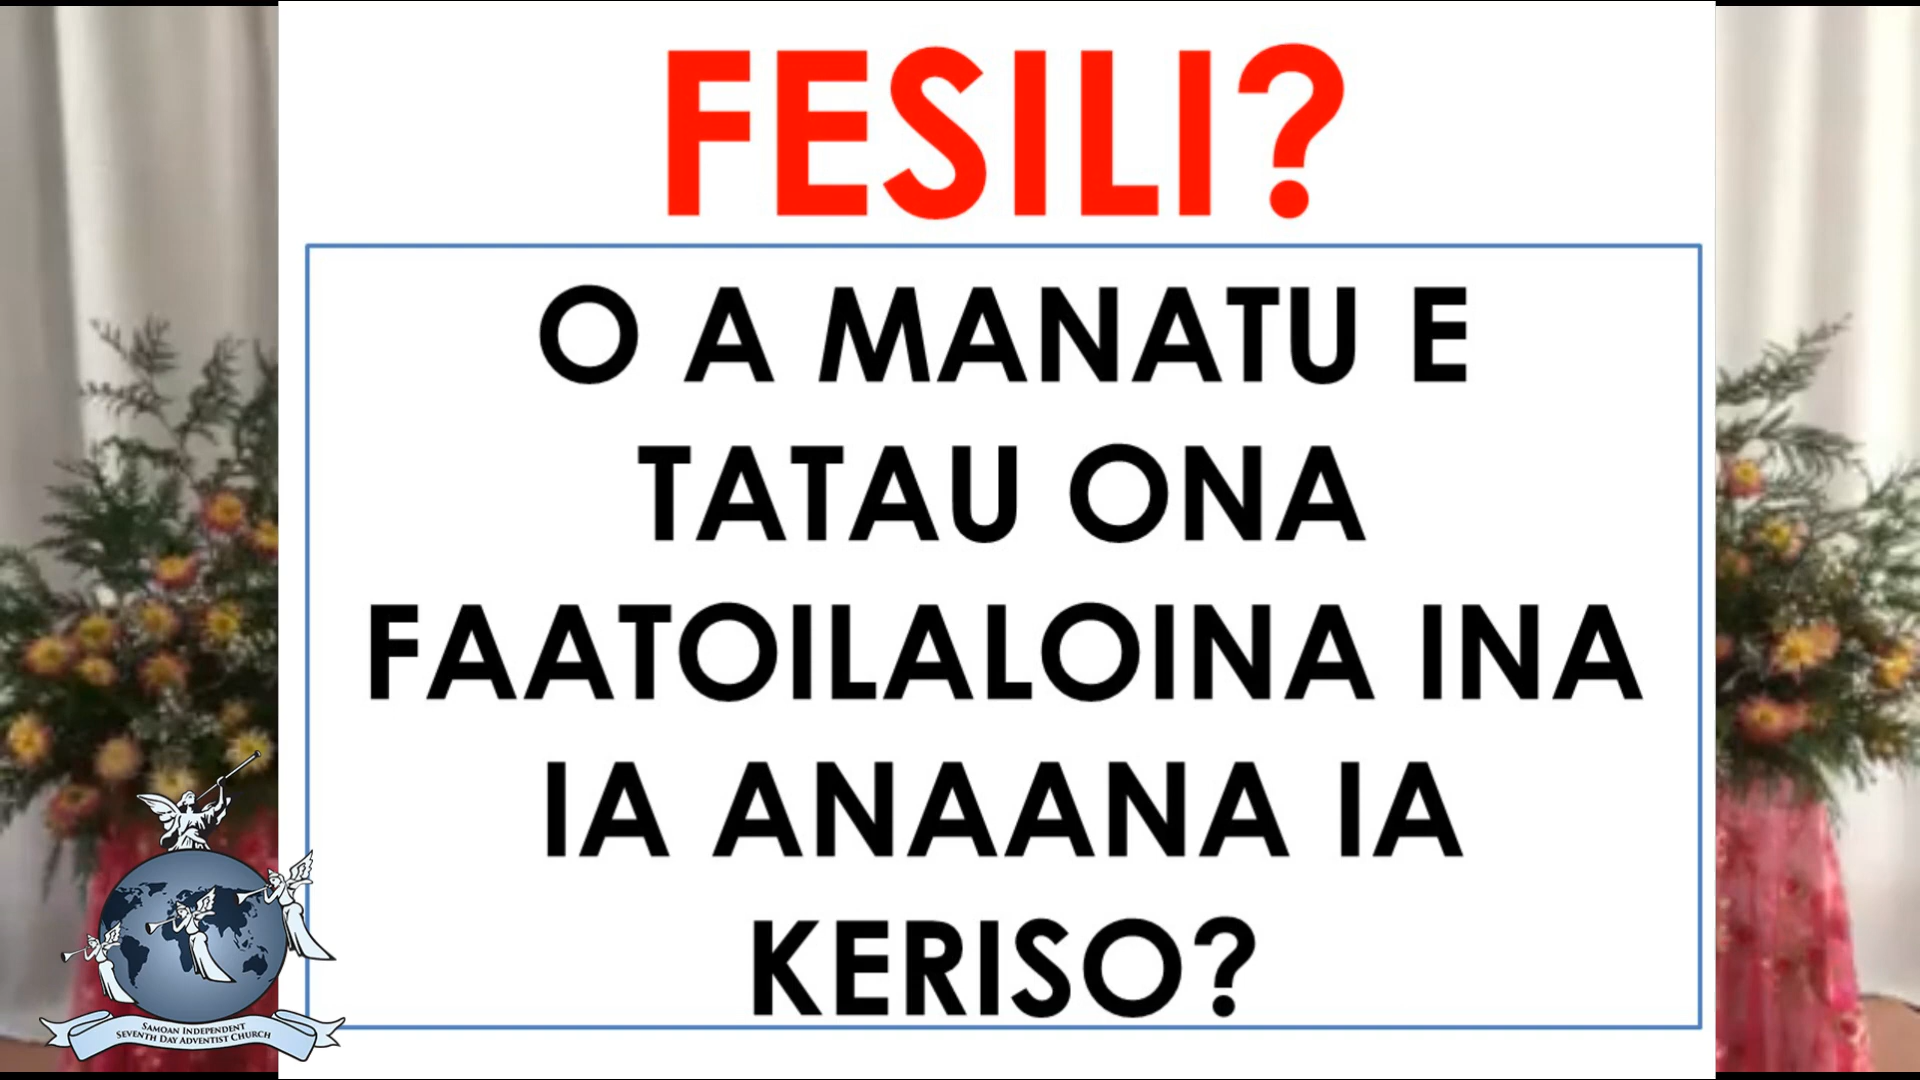 FESILI?
O A MANATU E
TATAU ONA
FAATOILALOINA INA
IA ANAANA IA
KERISO?
SAMOAN INDEPENDENT
SEVENTH DAY ADVENTIST CHURCH